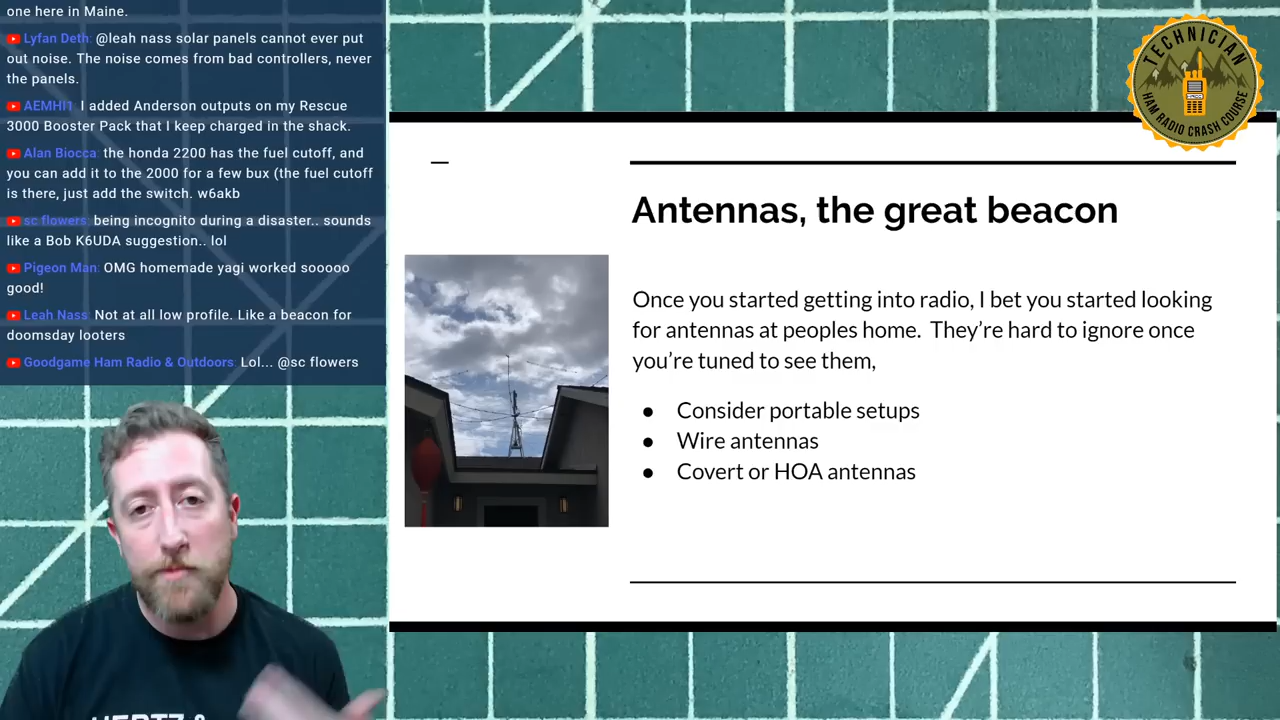 one here in Maine.
Lyfan Deth: @leah nass solar panels cannot ever put
out noise. The noise comes from bad controllers, never
the panels.
AEMHI1: I added Anderson outputs on my Rescue
3000 Booster Pack that I keep charged in the shack.
Alan Biocca: the honda 2200 has the fuel cutoff, and
you can add it to the 2000 for a few bux (the fuel cutoff
is there, just add the switch. w6akb
sc flowers: being incognito during a disaster.. sounds
like a Bob K6UDA suggestion.. lol
Pigeon Man: OMG homemade yagi worked sooooo
good!
Leah Nass: Not at all low profile. Like a beacon for
doomsday looters
Goodgame Ham Radio & Outdoors: Lol... @sc flowers
TECHNICIAN
HAM RADIO CRASH COURSE
Antennas, the great beacon
Once you started getting into radio, I bet you started looking
for antennas at peoples home.  They're hard to ignore once
you're tuned to see them,
● Consider portable setups
● Wire antennas
● Covert or HOA antennas